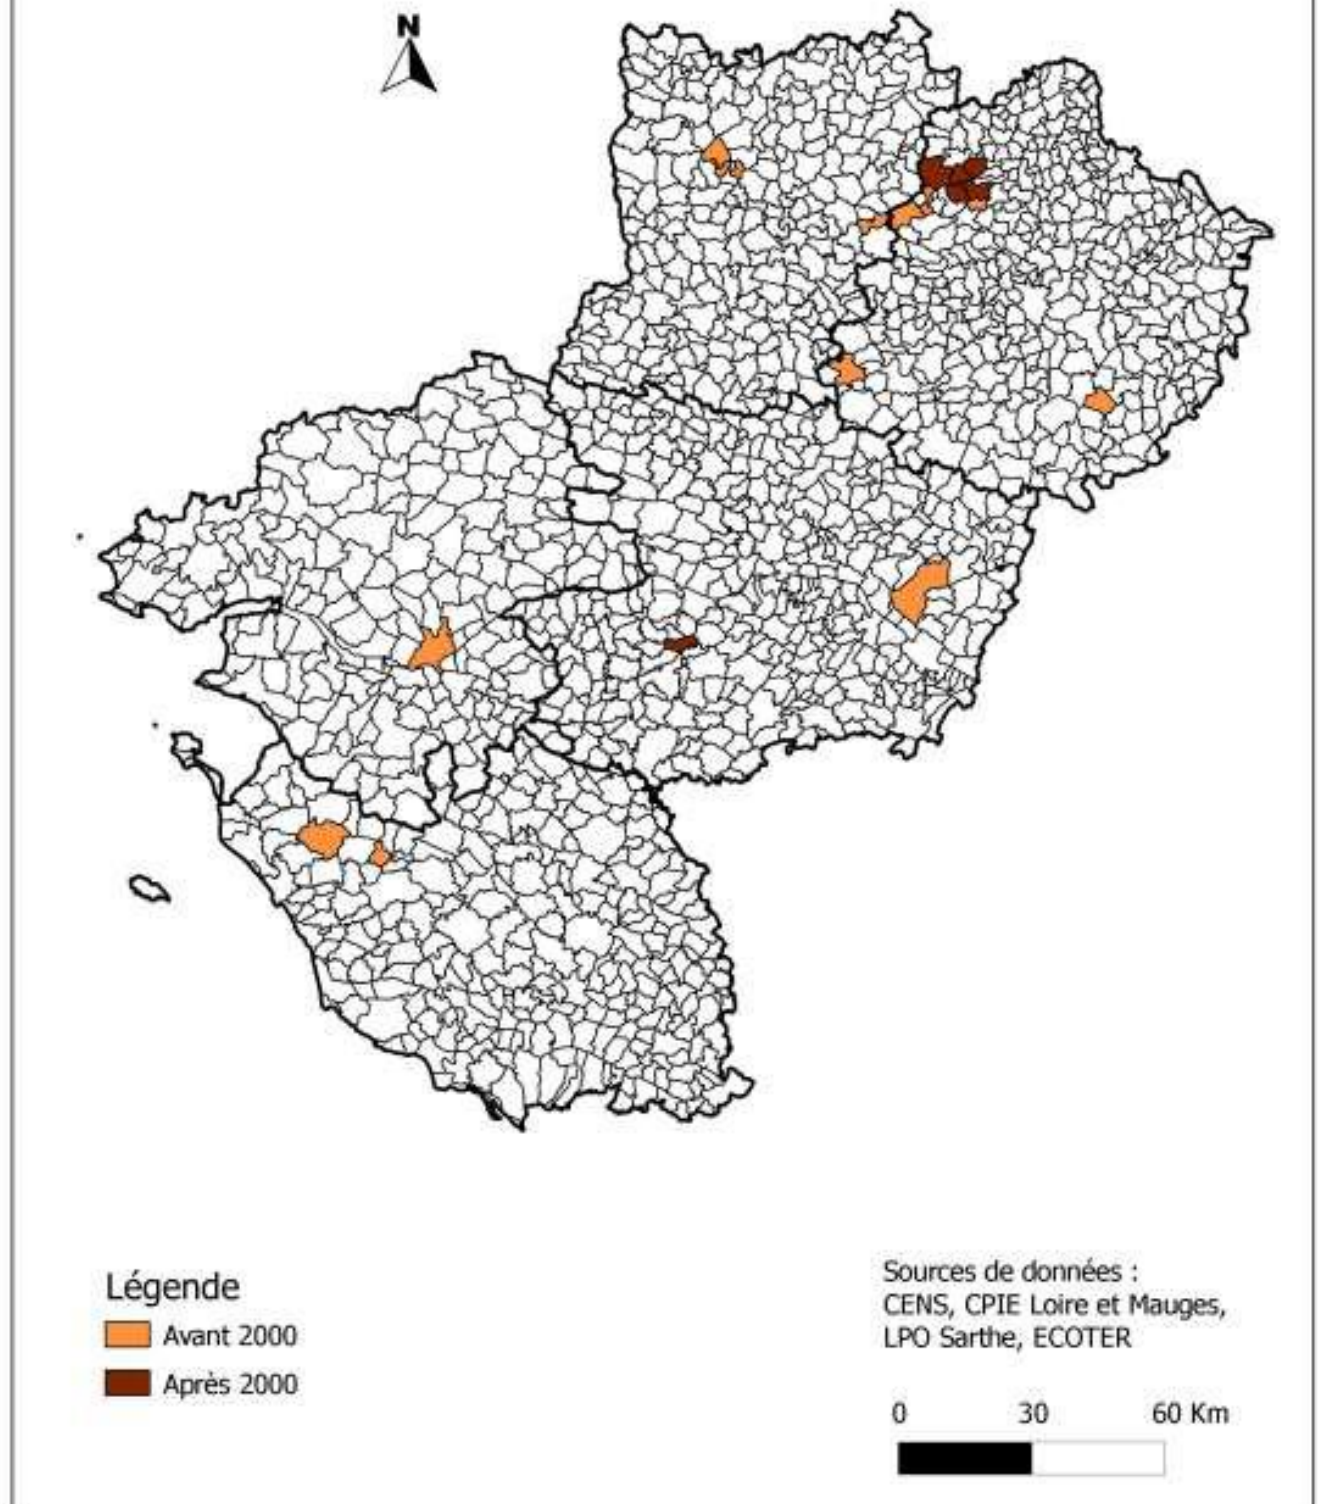 N
Légende
Avant 2000
Après 2000
Sources de données :
CENS, CPIE Loire et Mauges,
LPO Sarthe, ECOTER
0 30 60 Km